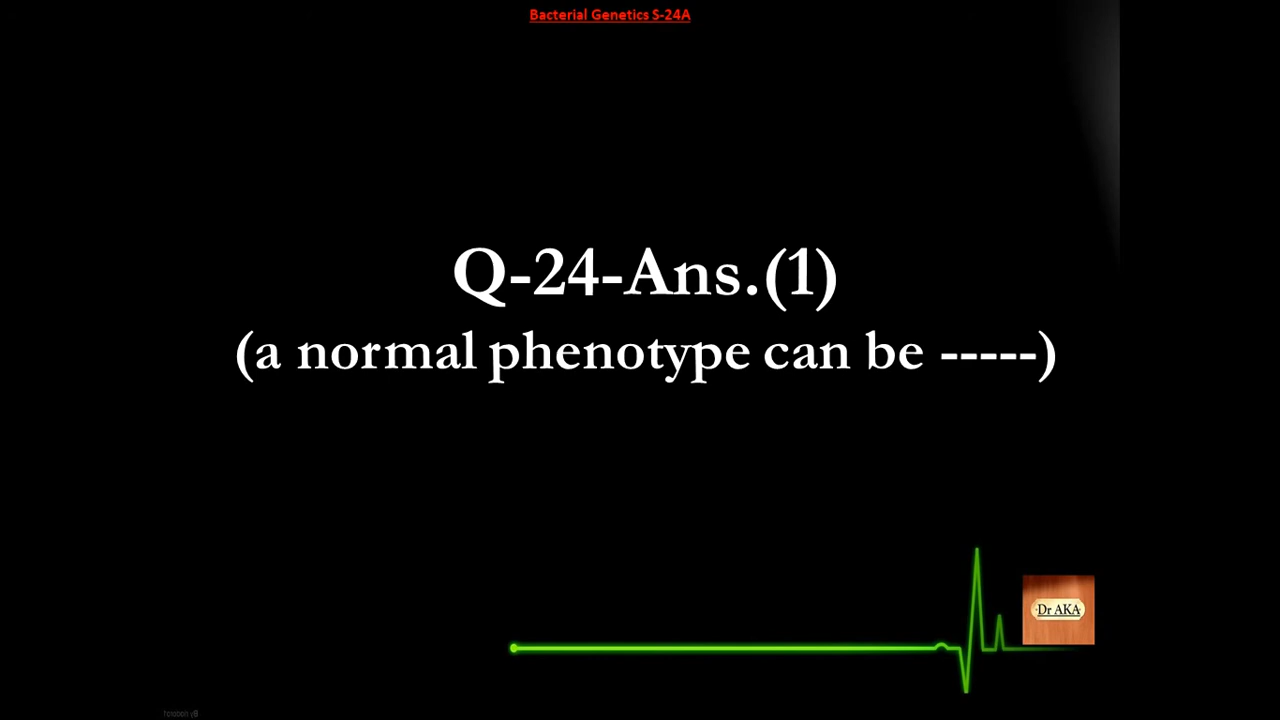 Bacterial Genetics S-24A
Q-24-Ans.(1)
(a normal phenotype can be -----)
Dr AKA